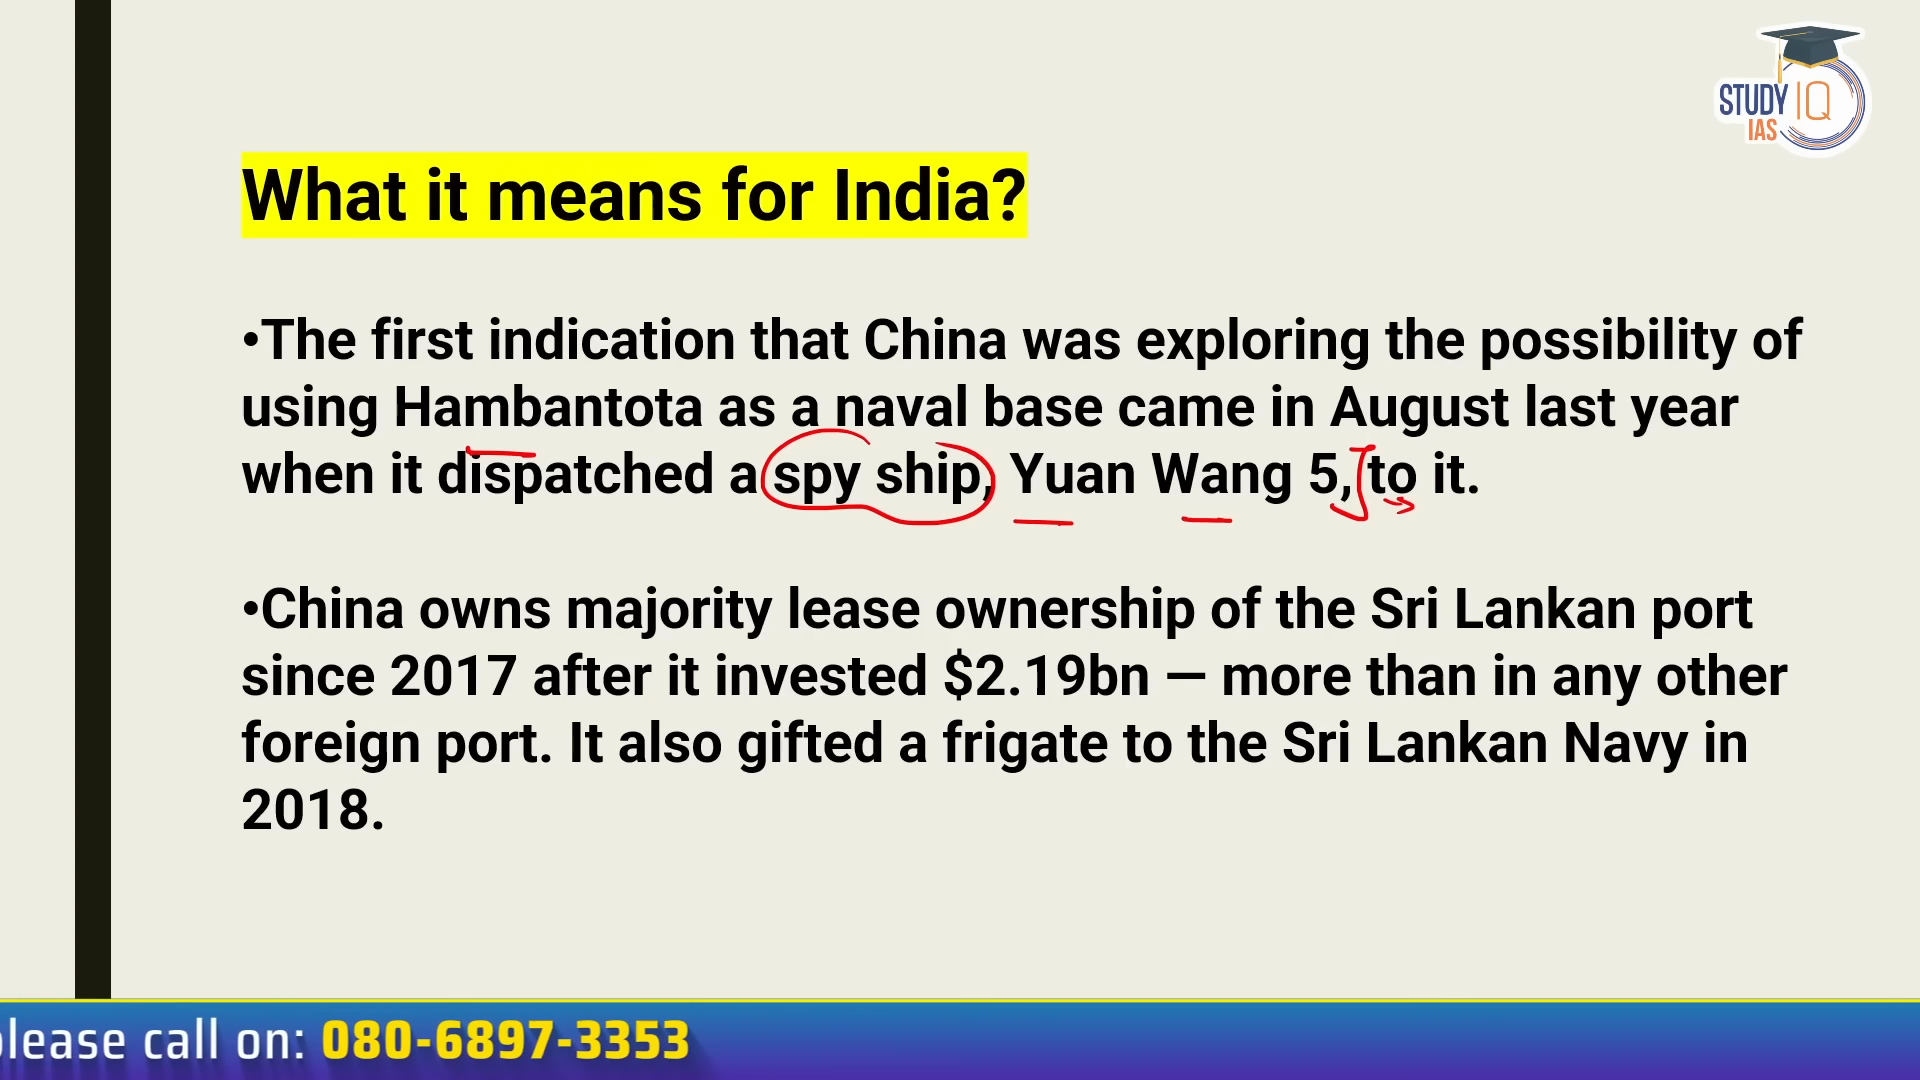 STUDY IQ
IAS
What it means for India?
•The first indication that China was exploring the possibility of
using Hambantota as a naval base came in August last year
when it dispatched a spy ship, Yuan Wang 5, to it.
•China owns majority lease ownership of the Sri Lankan port
since 2017 after it invested $2.19bn — more than in any other
foreign port. It also gifted a frigate to the Sri Lankan Navy in
2018.
please call on: 080-6897-3353